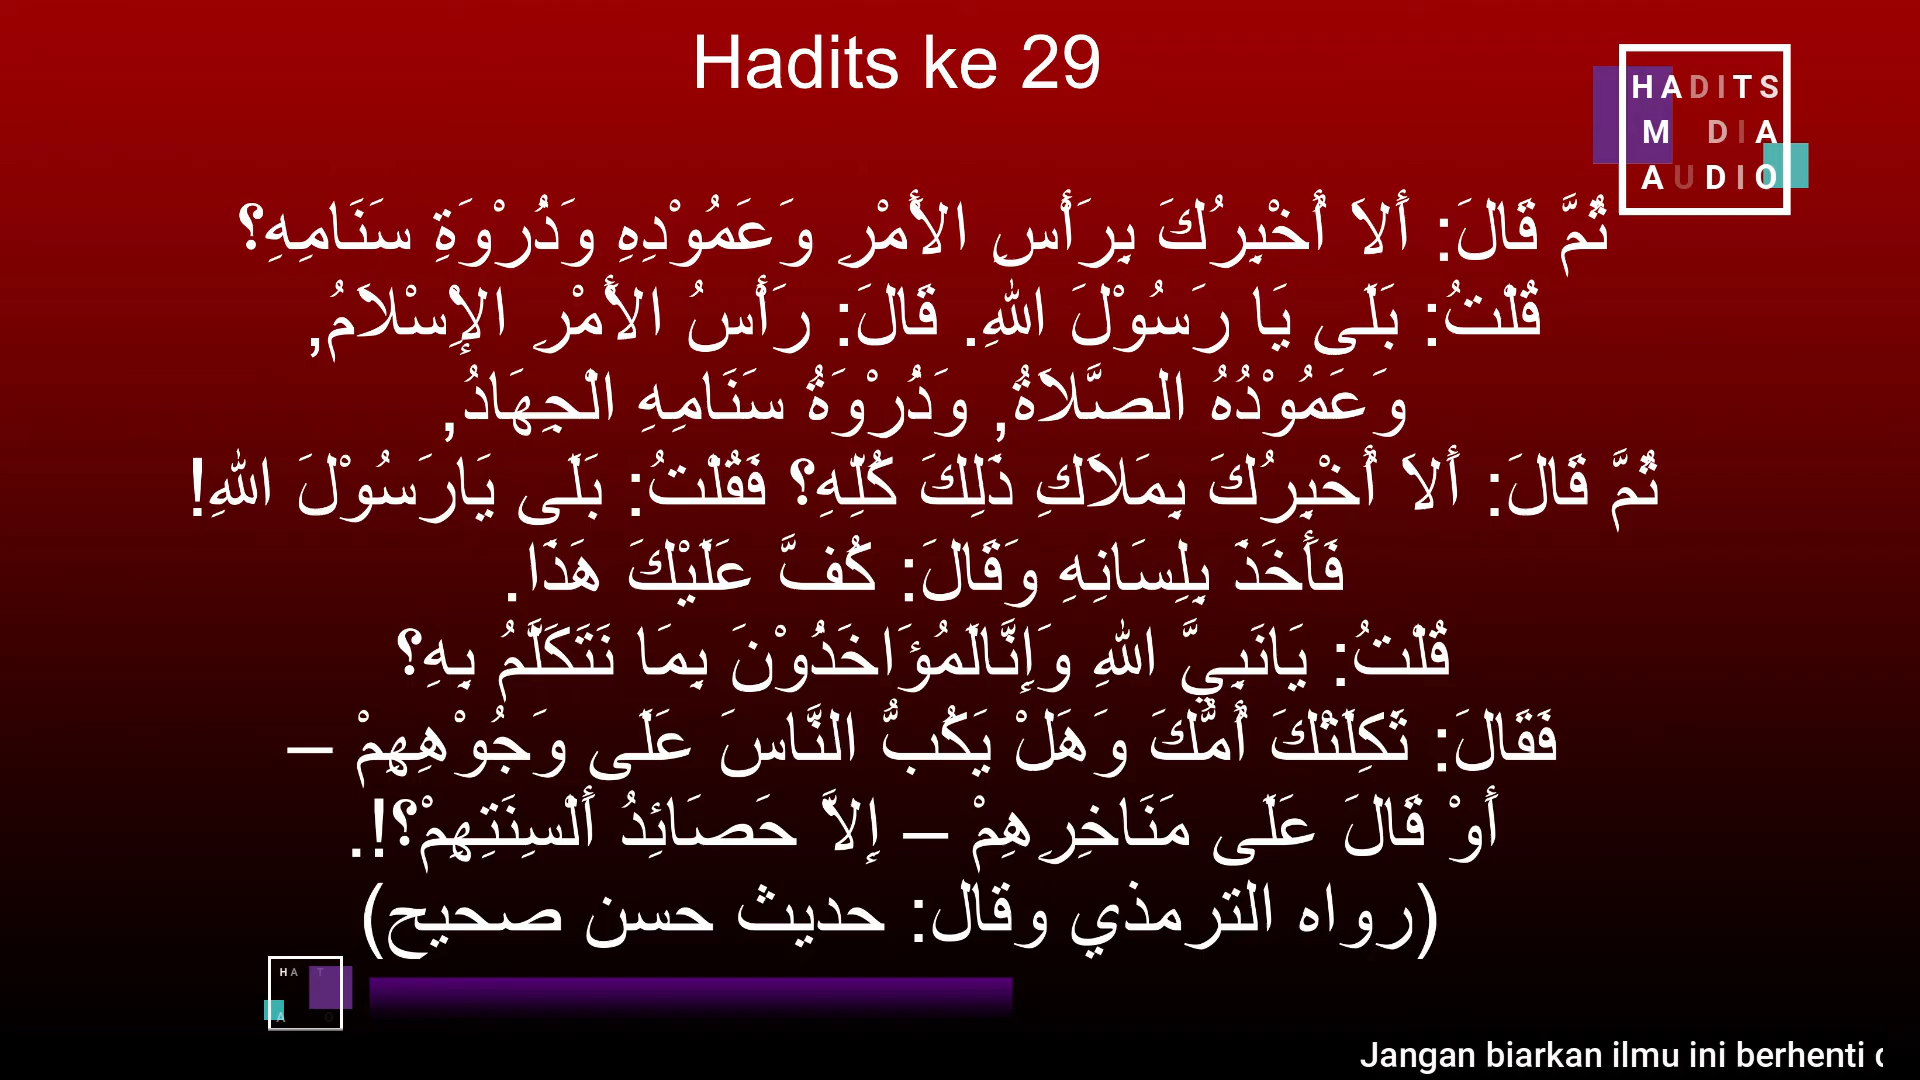 Hadits ke 29
HADITS
M DIA
AUDIO
ثُمَّ قَالَ: أَلاَ أُخْبِرُكَ بِرَأْسِ الأَمْرِ وَعَمُوْدِهِ وَذُرْوَةِ سَنَامِهِ؟
قُلْتُ: بَلَى يَا رَسُوْلَ اللهِ. قَالَ: رَأْسُ الأَمْرِ الإِسْلاَمُ,
وَعَمُوْدُهُ الصَّلاَةُ, وَذُرْوَةُ سَنَامِهِ الْجِهَادُ,
ثُمَّ قَالَ: أَلاَ أُخْبِرُكَ بِمَلاَكِ ذَلِكَ كُلِّهِ؟ فَقُلْتُ: بَلَى يَارَسُوْلَ اللهِ!
فَأَخَذَ بِلِسَانِهِ وَقَالَ: كُفَّ عَلَيْكَ هَذَا.
قُلْتُ: يَانَبِيَّ اللهِ وَإِنَّالَمُؤَاخَذُوْنَ بِمَا نَتَكَلَّمُ بِهِ؟
فَقَالَ: ثَكِلَتْكَ أُمُّكَ وَهَلْ يَكُبُّ النَّاسَ عَلَى وَجُوْهِهِمْ –
أَوْ قَالَ عَلَى مَنَاخِرِهِمْ – إِلاَّ حَصَائِدُ أَلْسِنَتِهِمْ؟!.
(رواه الترمذي وقال: حديث حسن صحيح)
HA T
A O
Jangan biarkan ilmu ini berhenti